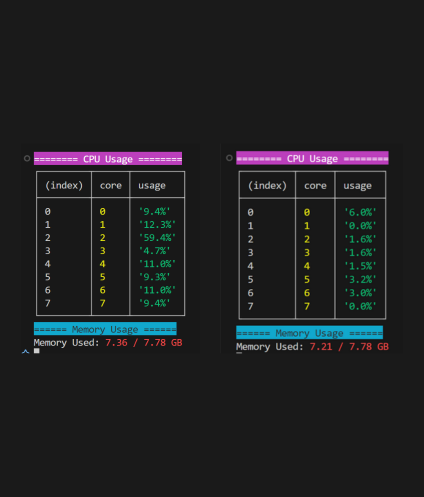 ======== CPU Usage ========
(index) core usage
0 0 '9.4%'
1 1 '12.3%'
2 2 '59.4%'
3 3 '4.7%'
4 4 '11.0%'
5 5 '9.3%'
6 6 '11.0%'
7 7 '9.4%'
====== Memory Usage ======
Memory Used: 7.36 / 7.78 GB
======== CPU Usage ========
(index) core usage
0 0 '6.0%'
1 1 '0.0%'
2 2 '1.6%'
3 3 '1.6%'
4 4 '1.5%'
5 5 '3.2%'
6 6 '3.0%'
7 7 '0.0%'
====== Memory Usage ======
Memory Used: 7.21 / 7.78 GB